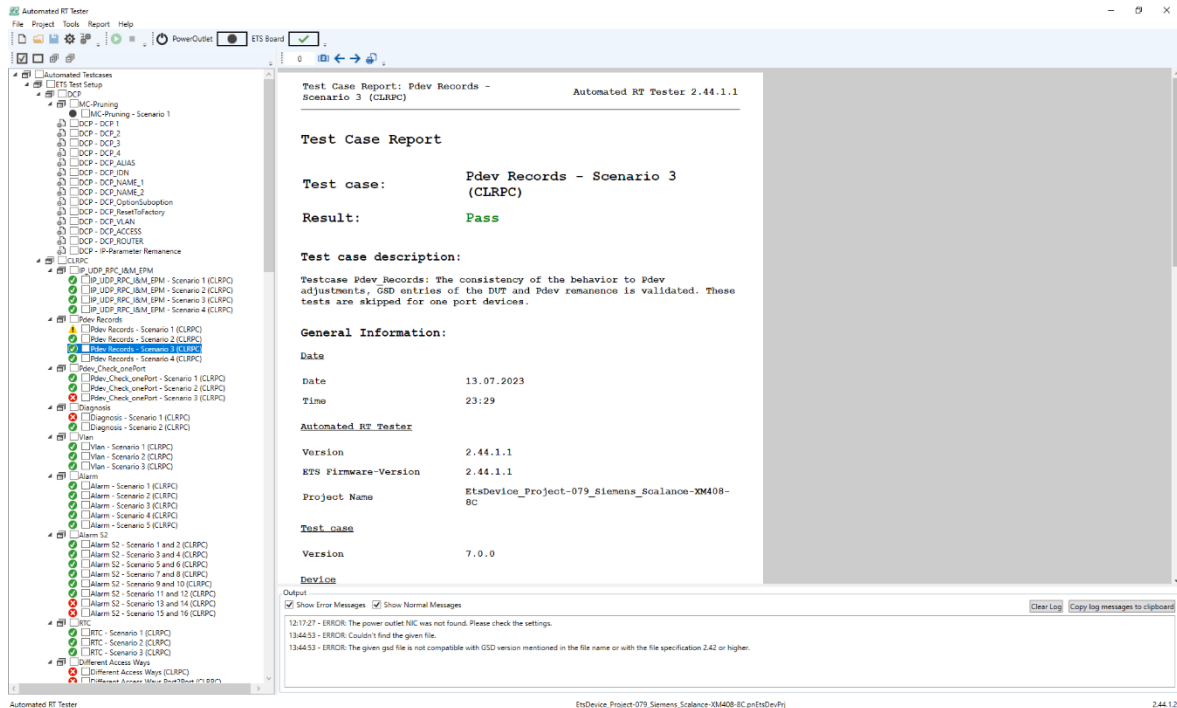 Automated RT Tester
File Project Tools Report Help
PowerOutlet ETS Board
0
Automated Testcases
ETS Test Setup
DCP
MC-Pruning
MC-Pruning - Scenario 1
DCP - DCP 1
DCP - DCP_2
DCP - DCP_3
DCP - DCP_4
DCP - DCP_ALIAS
DCP - DCP_IDN
DCP - DCP_NAME_1
DCP - DCP_NAME_2
DCP - DCP_OptionSuboption
DCP - DCP_ResetToFactory
DCP - DCP_VLAN
DCP - DCP_ACCESS
DCP - DCP_ROUTER
DCP - IP-Parameter Remanence
CLRPC
IP_UDP_RPC_I&M_EPM
IP_UDP_RPC_I&M_EPM - Scenario 1 (CLRPC)
IP_UDP_RPC_I&M_EPM - Scenario 2 (CLRPC)
IP_UDP_RPC_I&M_EPM - Scenario 3 (CLRPC)
IP_UDP_RPC_I&M_EPM - Scenario 4 (CLRPC)
Pdev Records
Pdev Records - Scenario 1 (CLRPC)
Pdev Records - Scenario 2 (CLRPC)
Pdev Records - Scenario 3 (CLRPC)
Pdev Records - Scenario 4 (CLRPC)
Pdev_Check_onePort
Pdev_Check_onePort - Scenario 1 (CLRPC)
Pdev_Check_onePort - Scenario 2 (CLRPC)
Pdev_Check_onePort - Scenario 3 (CLRPC)
Diagnosis
Diagnosis - Scenario 1 (CLRPC)
Diagnosis - Scenario 2 (CLRPC)
Vlan
Vlan - Scenario 1 (CLRPC)
Vlan - Scenario 2 (CLRPC)
Vlan - Scenario 3 (CLRPC)
Alarm
Alarm - Scenario 1 (CLRPC)
Alarm - Scenario 2 (CLRPC)
Alarm - Scenario 3 (CLRPC)
Alarm - Scenario 4 (CLRPC)
Alarm - Scenario 5 (CLRPC)
Alarm S2
Alarm S2 - Scenario 1 and 2 (CLRPC)
Alarm S2 - Scenario 3 and 4 (CLRPC)
Alarm S2 - Scenario 5 and 6 (CLRPC)
Alarm S2 - Scenario 7 and 8 (CLRPC)
Alarm S2 - Scenario 9 and 10 (CLRPC)
Alarm S2 - Scenario 11 and 12 (CLRPC)
Alarm S2 - Scenario 13 and 14 (CLRPC)
Alarm S2 - Scenario 15 and 16 (CLRPC)
RTC
RTC - Scenario 1 (CLRPC)
RTC - Scenario 2 (CLRPC)
RTC - Scenario 3 (CLRPC)
Different Access Ways
Different Access Ways (CLRPC)
Different Access Ways Port2Port (CLRPC)
Test Case Report: Pdev Records - Automated RT Tester 2.44.1.1
Scenario 3 (CLRPC)
Test Case Report
Test case: Pdev Records - Scenario 3
(CLRPC)
Result: Pass
Test case description:
Testcase Pdev_Records: The consistency of the behavior to Pdev
adjustments, GSD entries of the DUT and Pdev remanence is validated. These
tests are skipped for one port devices.
General Information:
Date
Date 13.07.2023
Time 23:29
Automated RT Tester
Version 2.44.1.1
ETS Firmware-Version 2.44.1.1
Project Name EtsDevice_Project-079_Siemens_Scalance-XM408-
8C
Test case
Version 7.0.0
Device
Output
Show Error Messages Show Normal Messages Clear Log Copy log messages to clipboard
12:17:27 - ERROR: The power outlet NIC was not found. Please check the settings.
13:44:53 - ERROR: Couldn't find the given file.
13:44:53 - ERROR: The given gsd file is not compatible with GSD version mentioned in the file name or with the file specification 2.42 or higher.
Automated RT Tester EtsDevice_Project-079_Siemens_Scalance-XM408-8C.pnEtsDevPrj 2.44.1.2